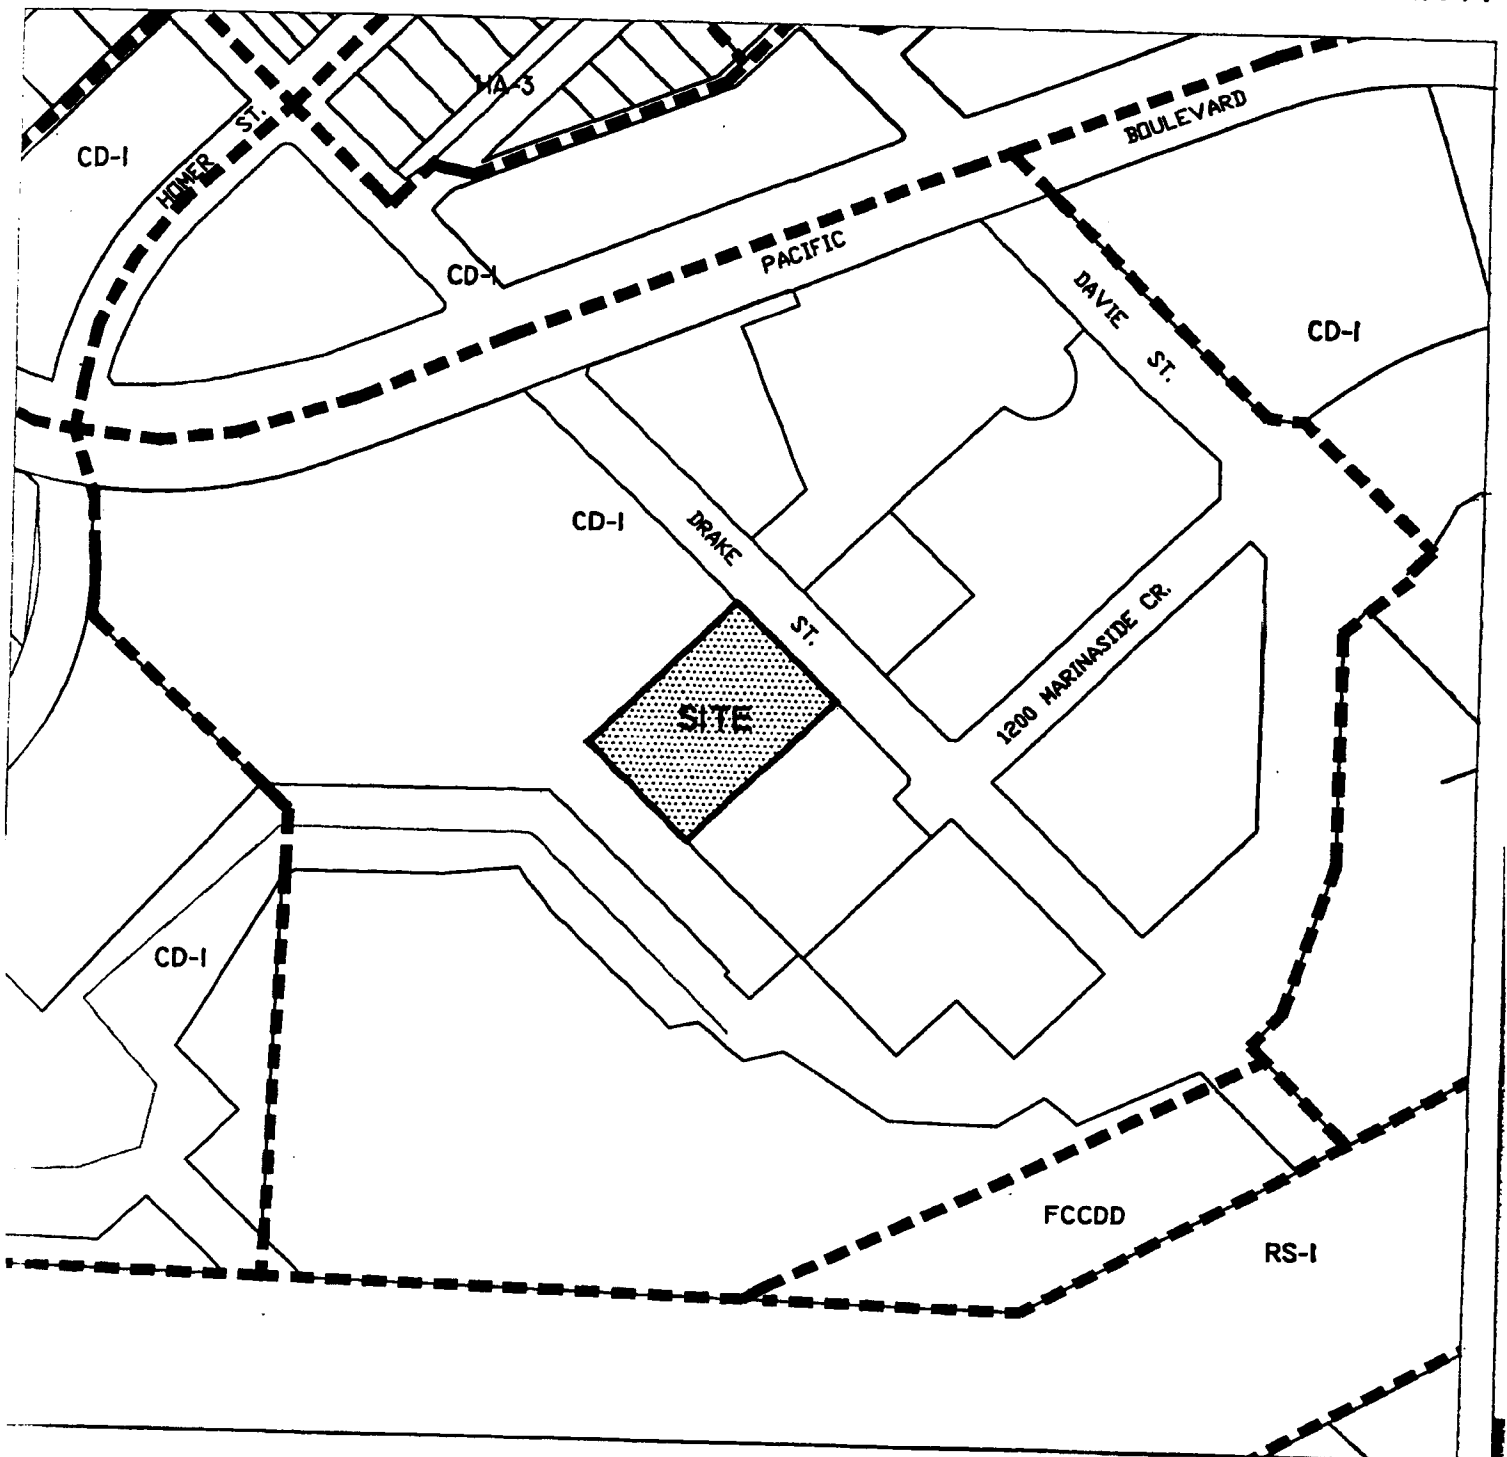 HA-3
BOULEVARD
CD-1
HOMER ST.
PACIFIC
CD-1
DAVIE ST.
CD-1
CD-1
DRAKE ST.
1200 MARINASIDE CR.
SITE
CD-1
FCCDD
RS-1